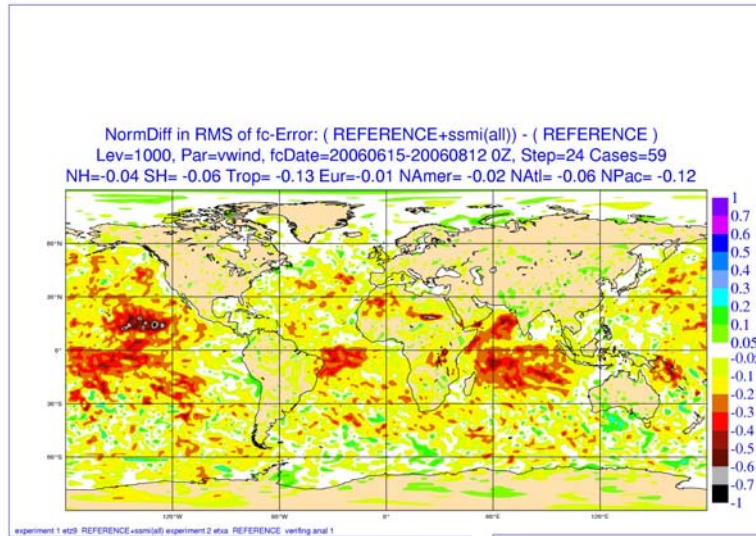 NormDiff in RMS of fc-Error: ( REFERENCE+ssmi(all)) - ( REFERENCE )
Lev=1000, Par=vwind, fcDate=20060615-20060812 0Z, Step=24 Cases=59
NH=-0.04 SH= -0.06 Trop= -0.13 Eur=-0.01 NAmer= -0.02 NAtl= -0.06 NPac= -0.12
60°N
30°N
0°
30°S
60°S
120°W
60°W
0°
60°E
120°E
1
0.7
0.6
0.5
0.4
0.3
0.2
0.1
0.05
-0.1
-0.2
-0.3
-0.4
-0.5
-0.6
-0.7
-1
experiment 1 etz9 REFERENCE+ssmi(all) experiment 2 etxa REFERENCE verifing anal 1